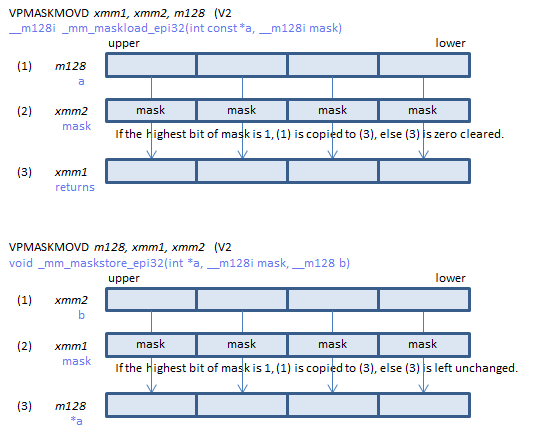 VPMASKMOVD xmm1, xmm2, m128 (V2
__m128i _mm_maskload_epi32(int const *a, __m128i mask)
upper lower
(1) m128
a
(2) xmm2 mask mask mask mask
mask
If the highest bit of mask is 1, (1) is copied to (3), else (3) is zero cleared.
(3) xmm1
returns
VPMASKMOVD m128, xmm1, xmm2 (V2
void _mm_maskstore_epi32(int *a, __m128i mask, __m128 b)
upper lower
(1) xmm2
b
(2) xmm1 mask mask mask mask
mask
If the highest bit of mask is 1, (1) is copied to (3), else (3) is left unchanged.
(3) m128
*a